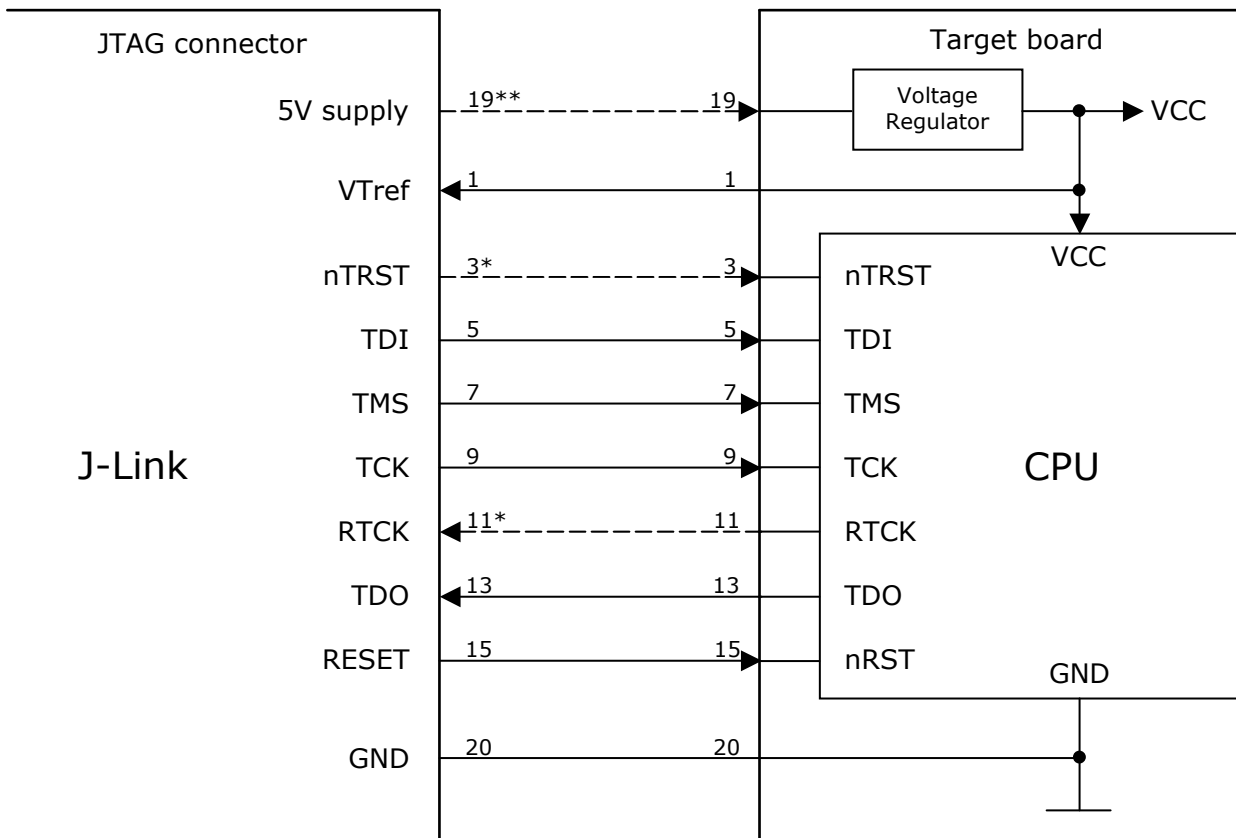 JTAG connector
Target board
5V supply 19** 19 Voltage Regulator VCC
VTref 1 1
VCC
nTRST 3* 3 nTRST
TDI 5 5 TDI
TMS 7 7 TMS
J-Link TCK 9 9 TCK CPU
RTCK 11* 11 RTCK
TDO 13 13 TDO
RESET 15 15 nRST
GND
GND 20 20